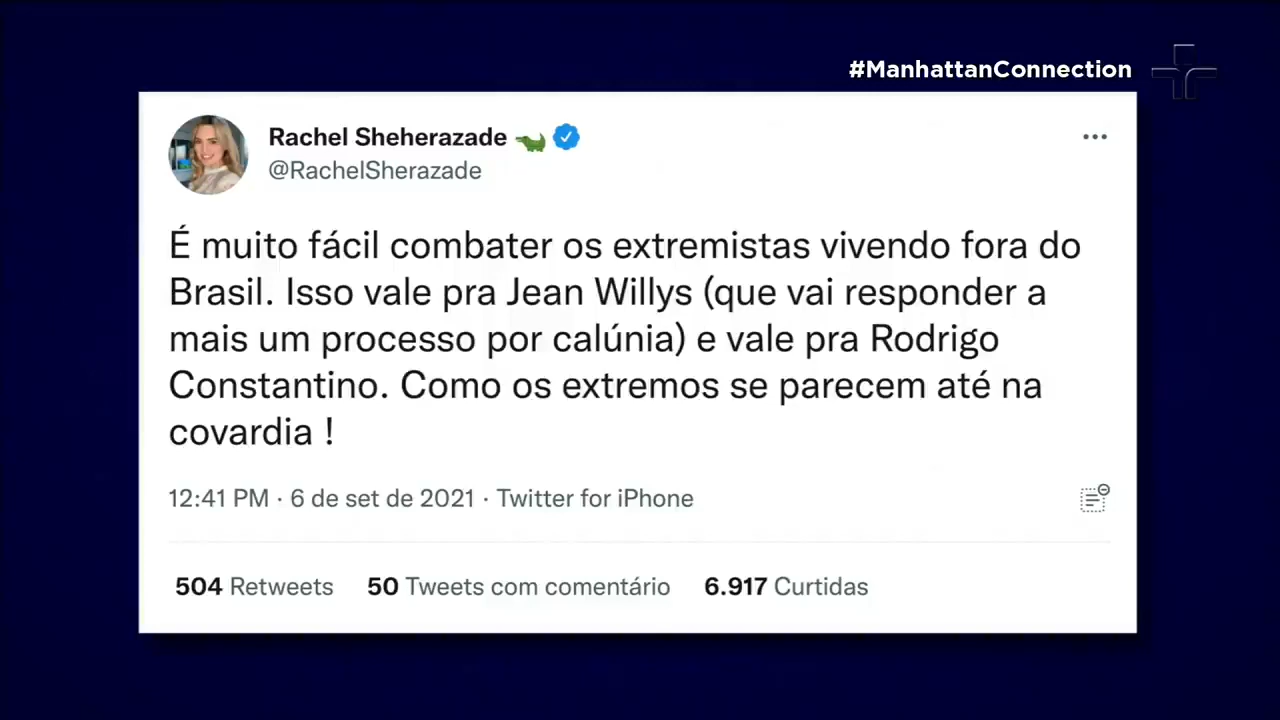 #ManhattanConnection
Rachel Sheherazade 🐊
@RachelSherazade
É muito fácil combater os extremistas vivendo fora do
Brasil. Isso vale pra Jean Willys (que vai responder a
mais um processo por calúnia) e vale pra Rodrigo
Constantino. Como os extremos se parecem até na
covardia !
12:41 PM · 6 de set de 2021 · Twitter for iPhone
504 Retweets 50 Tweets com comentário 6.917 Curtidas